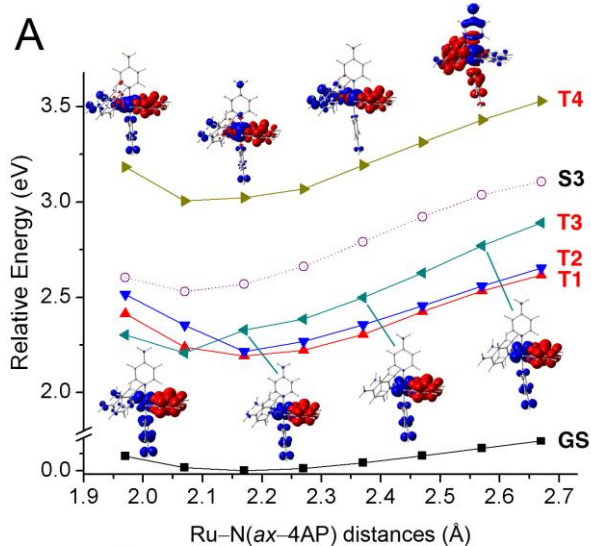 A
T4
S3
T3
T2
T1
GS
3.5
3.0
2.5
2.0
0.0
Relative Energy (eV)
1.9 2.0 2.1 2.2 2.3 2.4 2.5 2.6 2.7
Ru–N(ax–4AP) distances (Å)